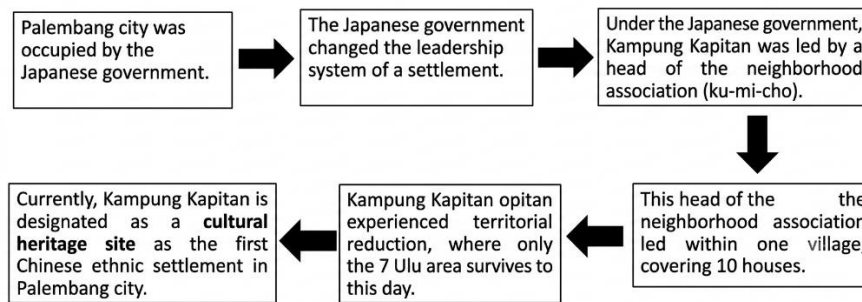 Palembang city was
occupied by the
Japanese government.
The Japanese government
changed the leadership
system of a settlement.
Under the Japanese government,
Kampung Kapitan was led by a
head of the neighborhood
association (ku-mi-cho).
This head of the the
neighborhood association
led within one village,
covering 10 houses.
Kampung Kapitan opitan
experienced territorial
reduction, where only
the 7 Ulu area survives to
this day.
Currently, Kampung Kapitan is
designated as a cultural
heritage site as the first
Chinese ethnic settlement in
Palembang city.